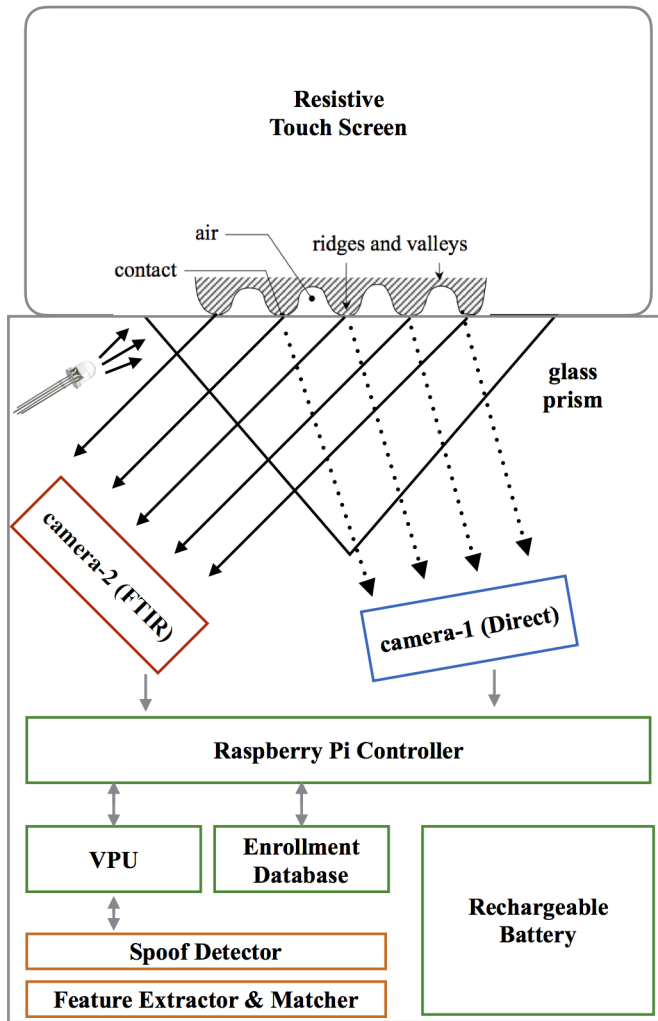 Resistive
Touch Screen
air
ridges and valleys
contact
glass
prism
camera-2 (FTIR)
camera-1 (Direct)
Raspberry Pi Controller
VPU
Enrollment
Database
Rechargeable
Battery
Spoof Detector
Feature Extractor & Matcher